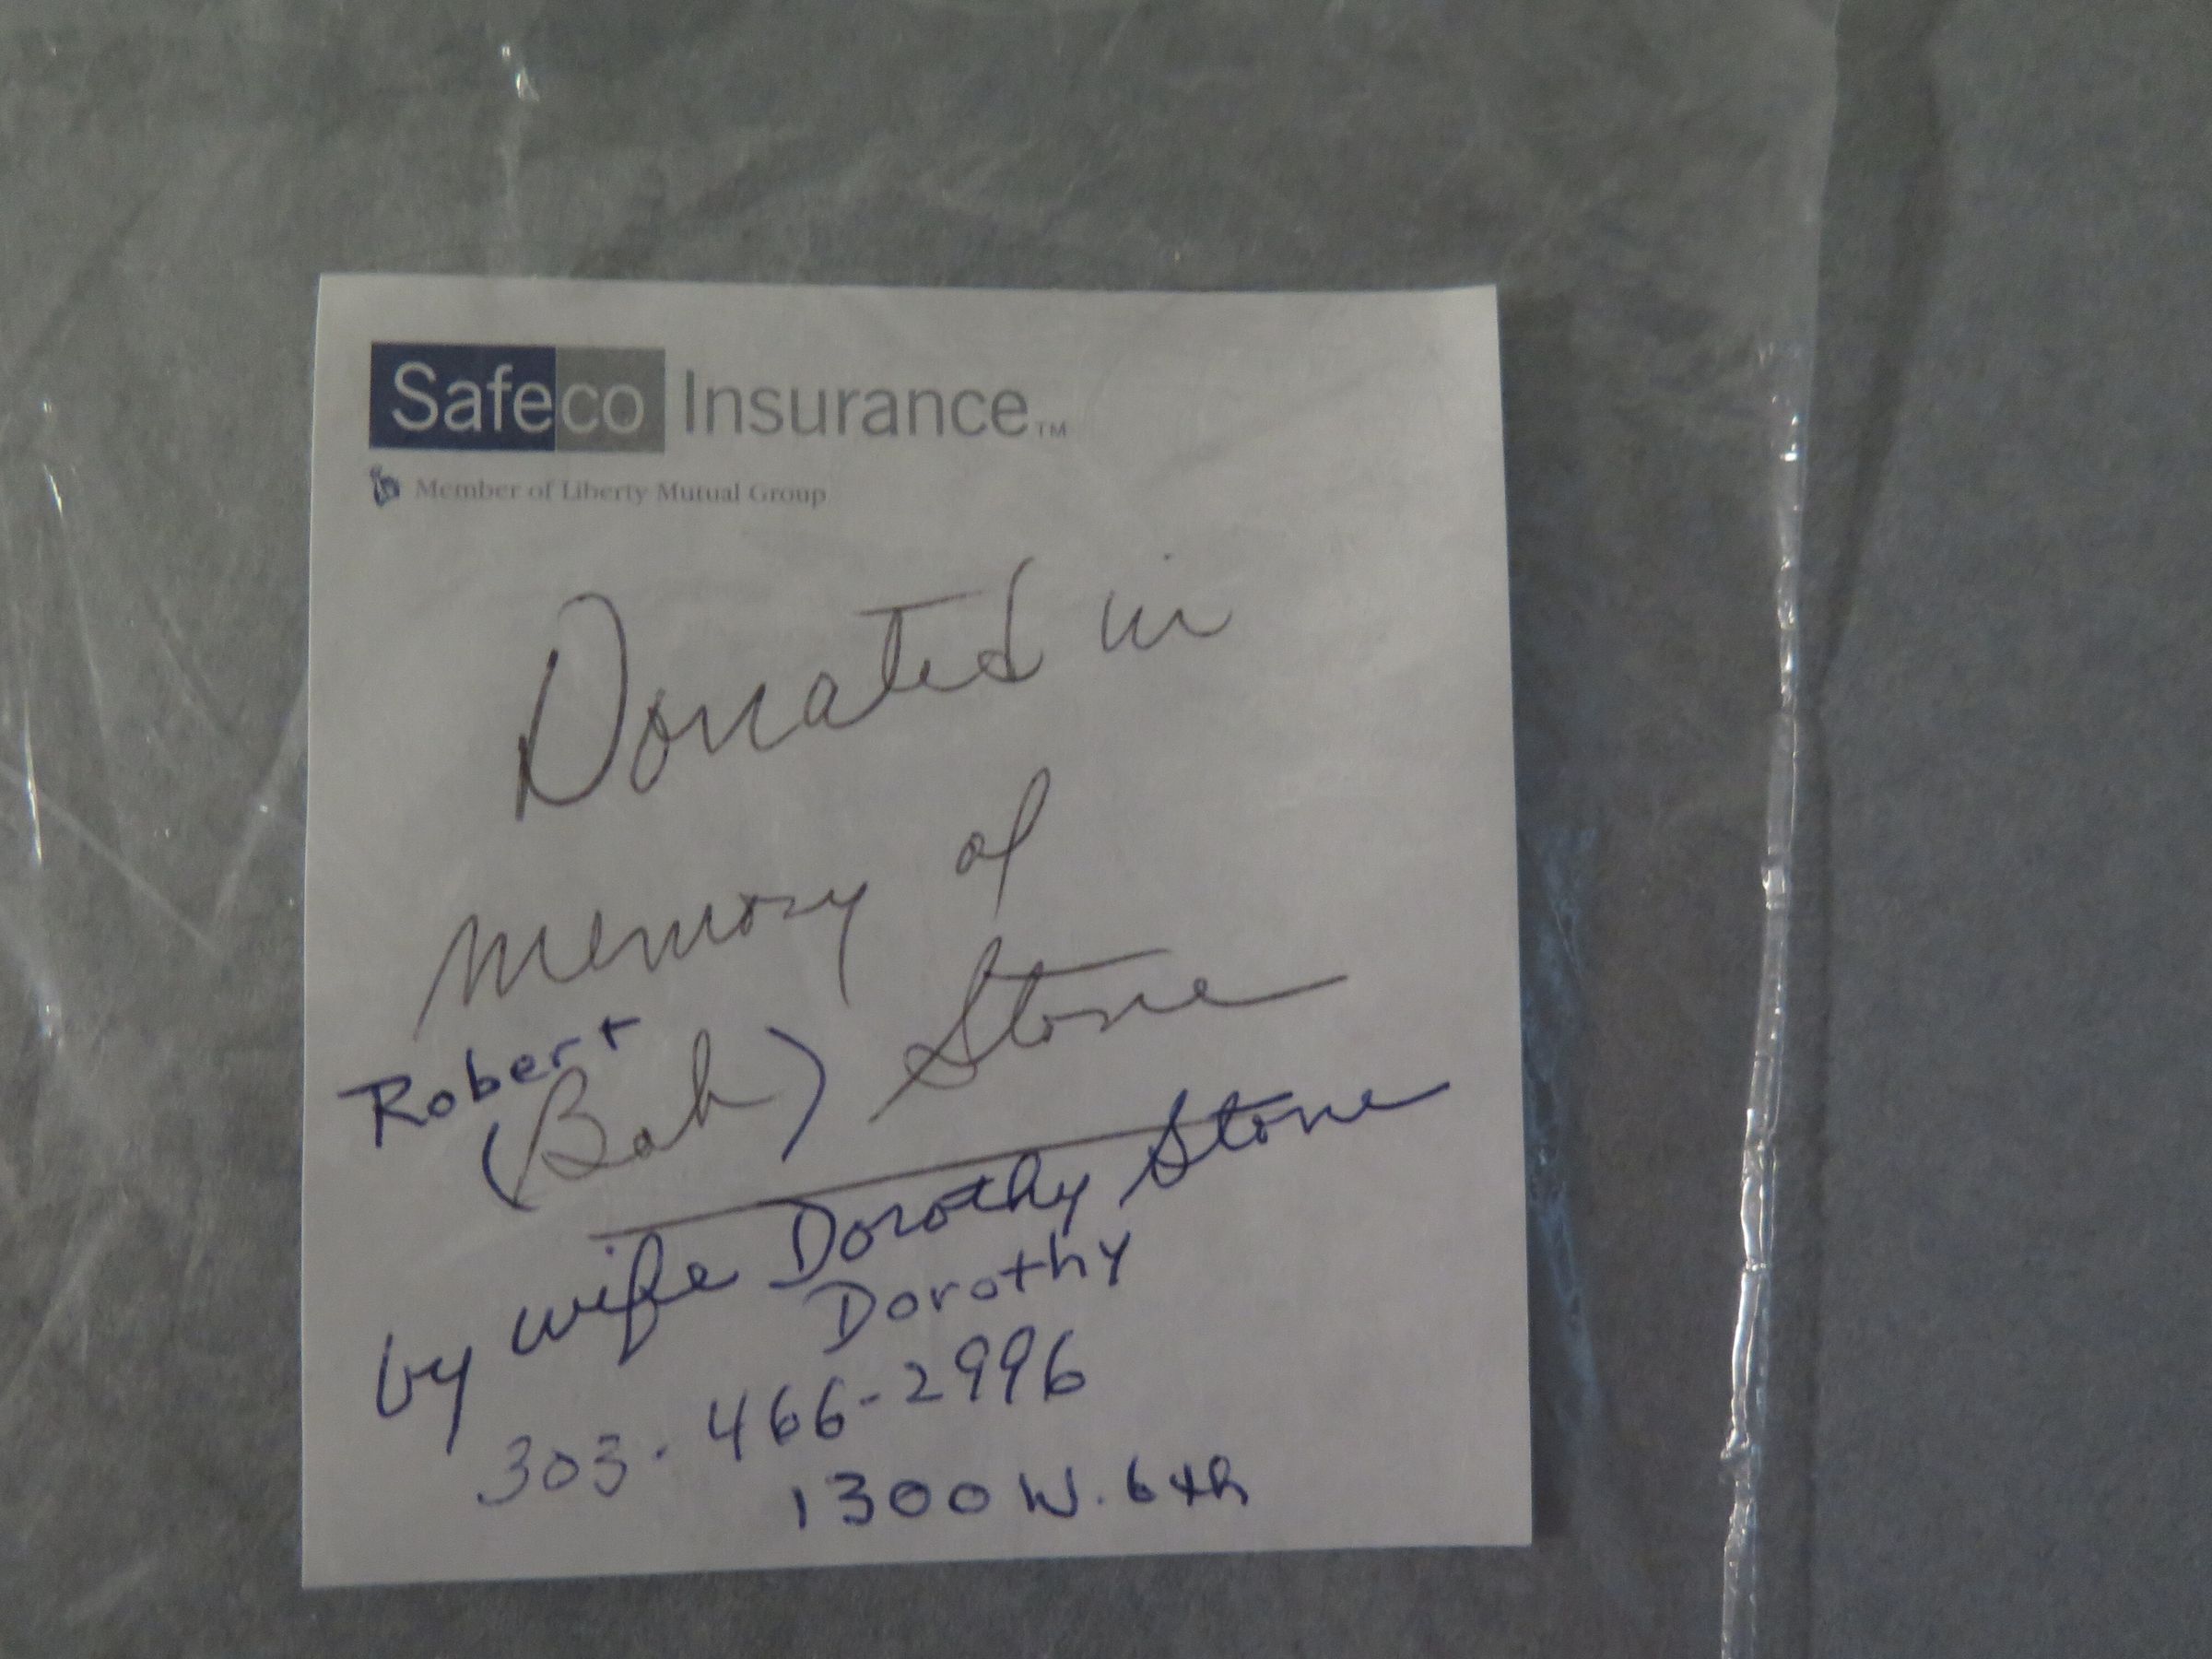 Safeco Insurance™
Member of Liberty Mutual Group
Donated in
memory of
Robert
(Bob) Stone
by wife Dorothy Stone
Dorothy
303-466-2996
1300 W. 6th